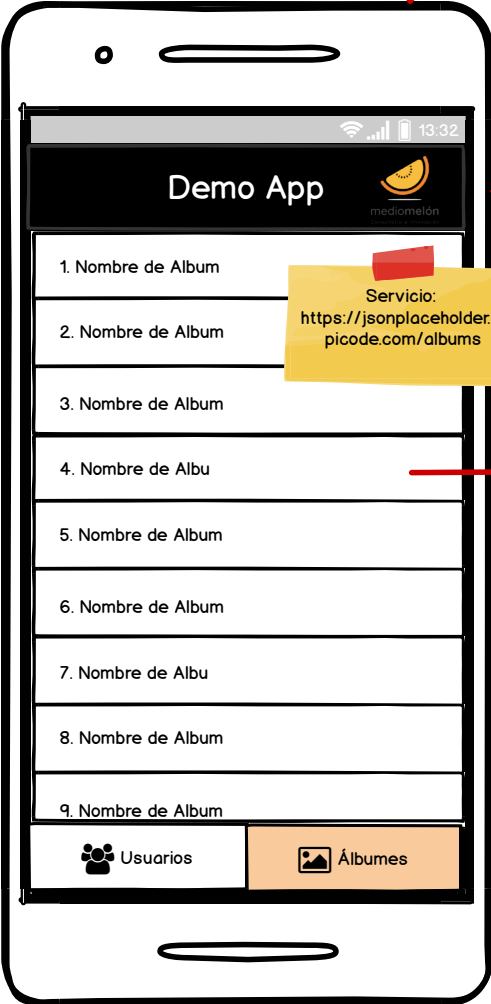 13:32
Demo App
mediomelón
1. Nombre de Album
Servicio:
https://jsonplaceholder.
picode.com/albums
2. Nombre de Album
3. Nombre de Album
4. Nombre de Albu
5. Nombre de Album
6. Nombre de Album
7. Nombre de Albu
8. Nombre de Album
9. Nombre de Album
Usuarios
Álbumes